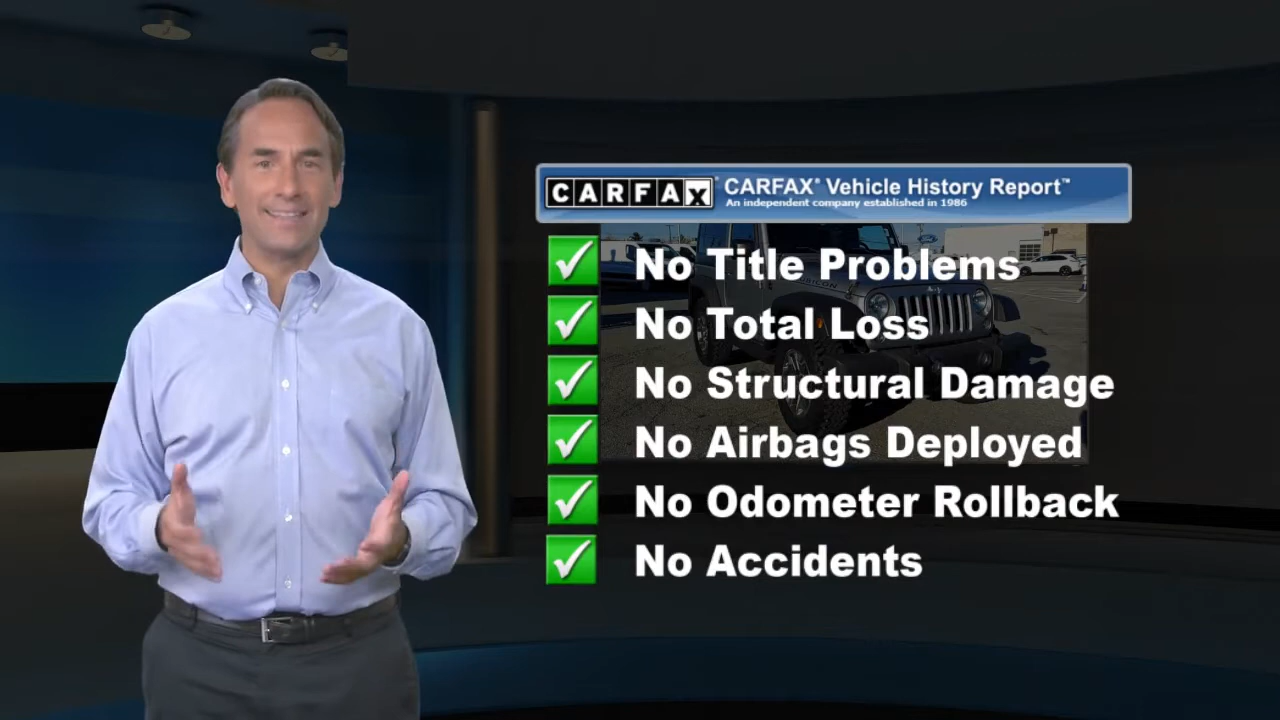 CARFAX® CARFAX® Vehicle History Report™
An independent company established in 1986
No Title Problems
No Total Loss
No Structural Damage
No Airbags Deployed
No Odometer Rollback
No Accidents